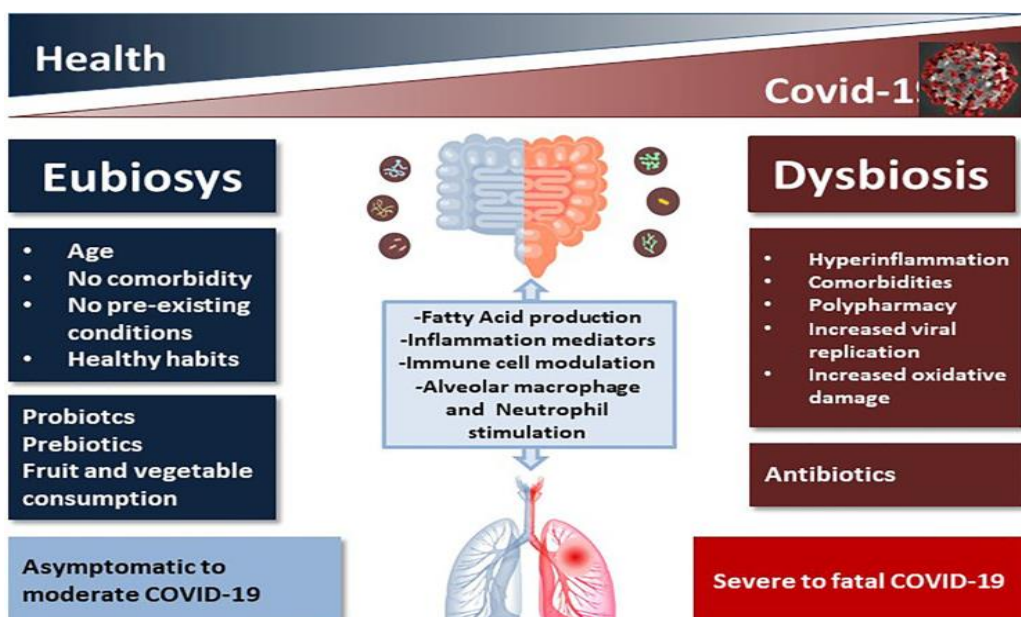 Health
Covid-19
Eubiosys
Dysbiosis
• Age
• No comorbidity
• No pre-existing
conditions
• Healthy habits
Probiotcs
Prebiotics
Fruit and vegetable
consumption
Asymptomatic to
moderate COVID-19
-Fatty Acid production
-Inflammation mediators
-Immune cell modulation
-Alveolar macrophage
and Neutrophil
stimulation
• Hyperinflammation
• Comorbidities
• Polypharmacy
• Increased viral
replication
• Increased oxidative
damage
Antibiotics
Severe to fatal COVID-19